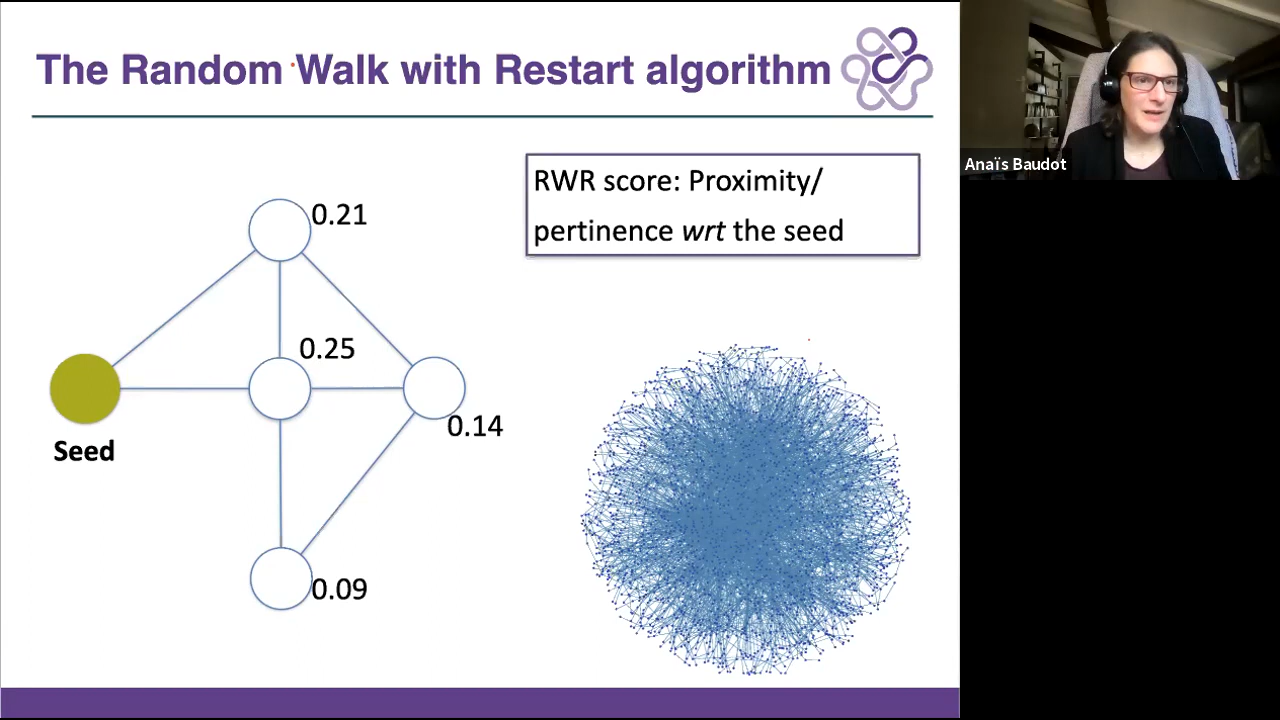 The Random Walk with Restart algorithm
Anaïs Baudot
RWR score: Proximity/
pertinence wrt the seed
0.21
0.25
0.14
Seed
0.09